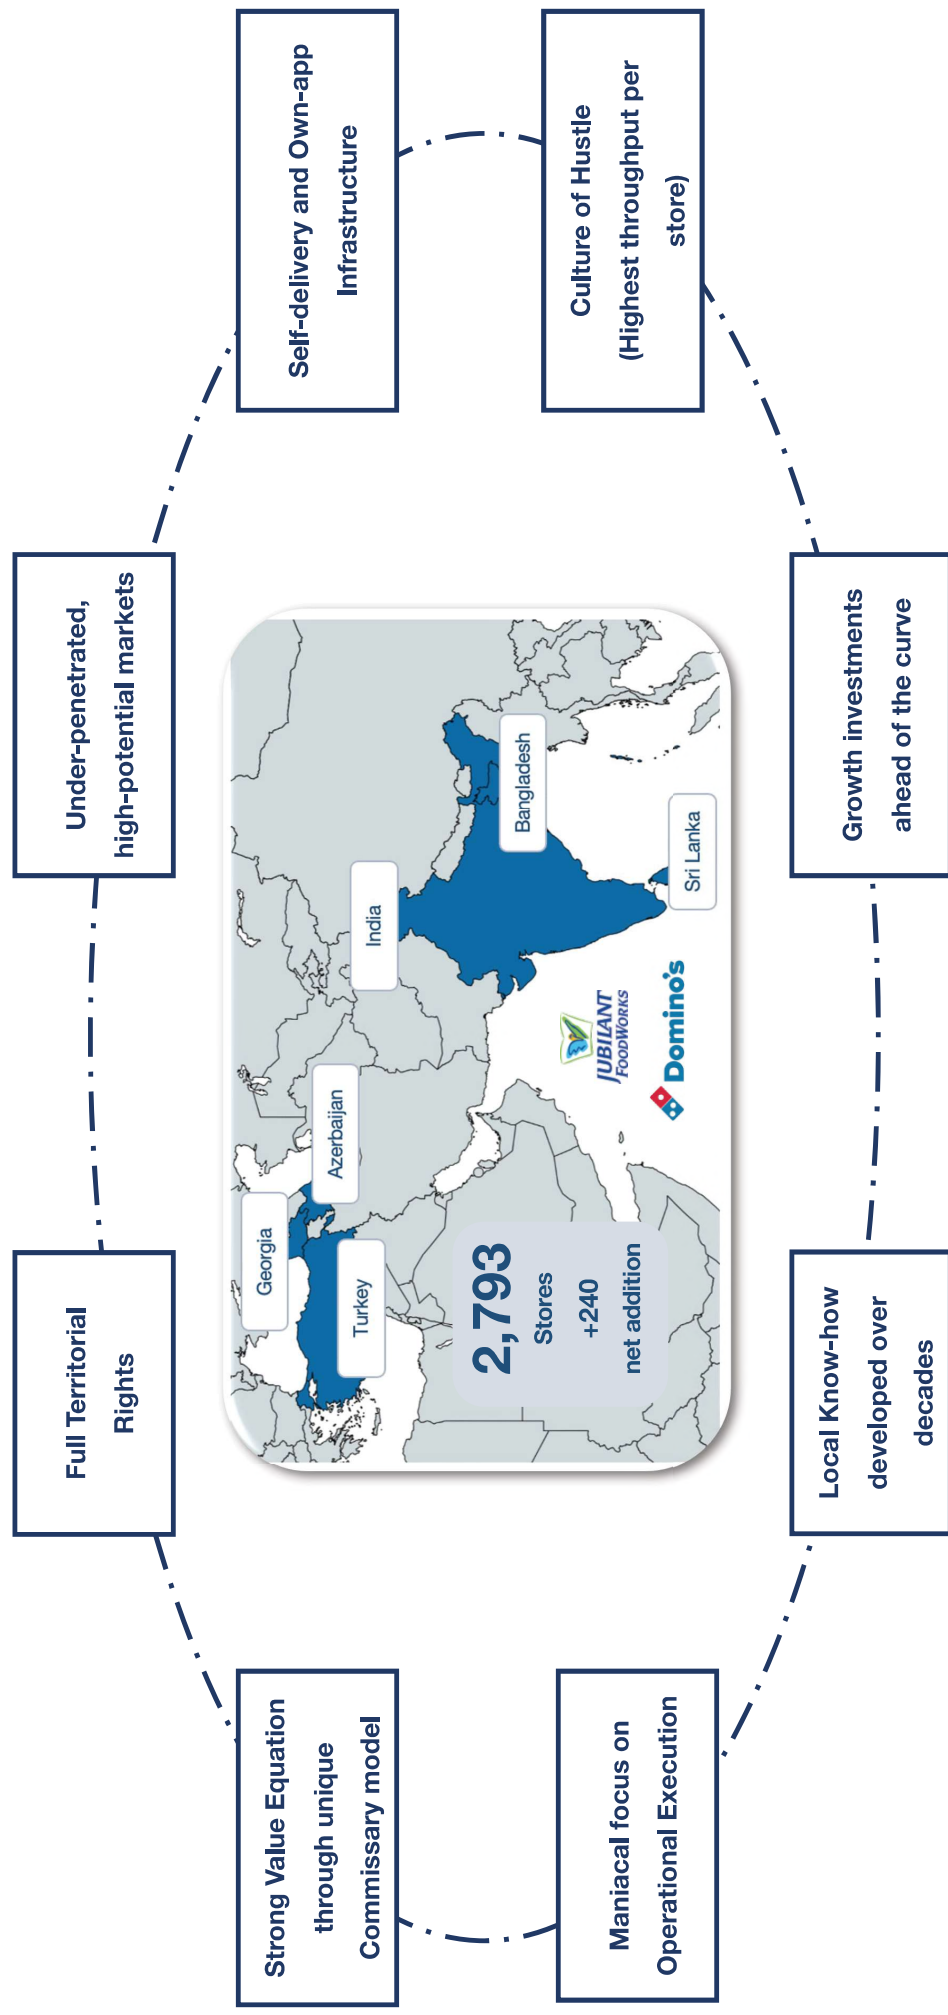 Full Territorial
Rights
Under-penetrated,
high-potential markets
Strong Value Equation
through unique
Commissary model
Self-delivery and Own-app
Infrastructure
Georgia
Azerbaijan
Turkey
India
Bangladesh
Sri Lanka
2,793
Stores
+240
net addition
JUBILANT
FOODWORKS
Domino's
Maniacal focus on
Operational Execution
Culture of Hustle
(Highest throughput per
store)
Local Know-how
developed over
decades
Growth investments
ahead of the curve